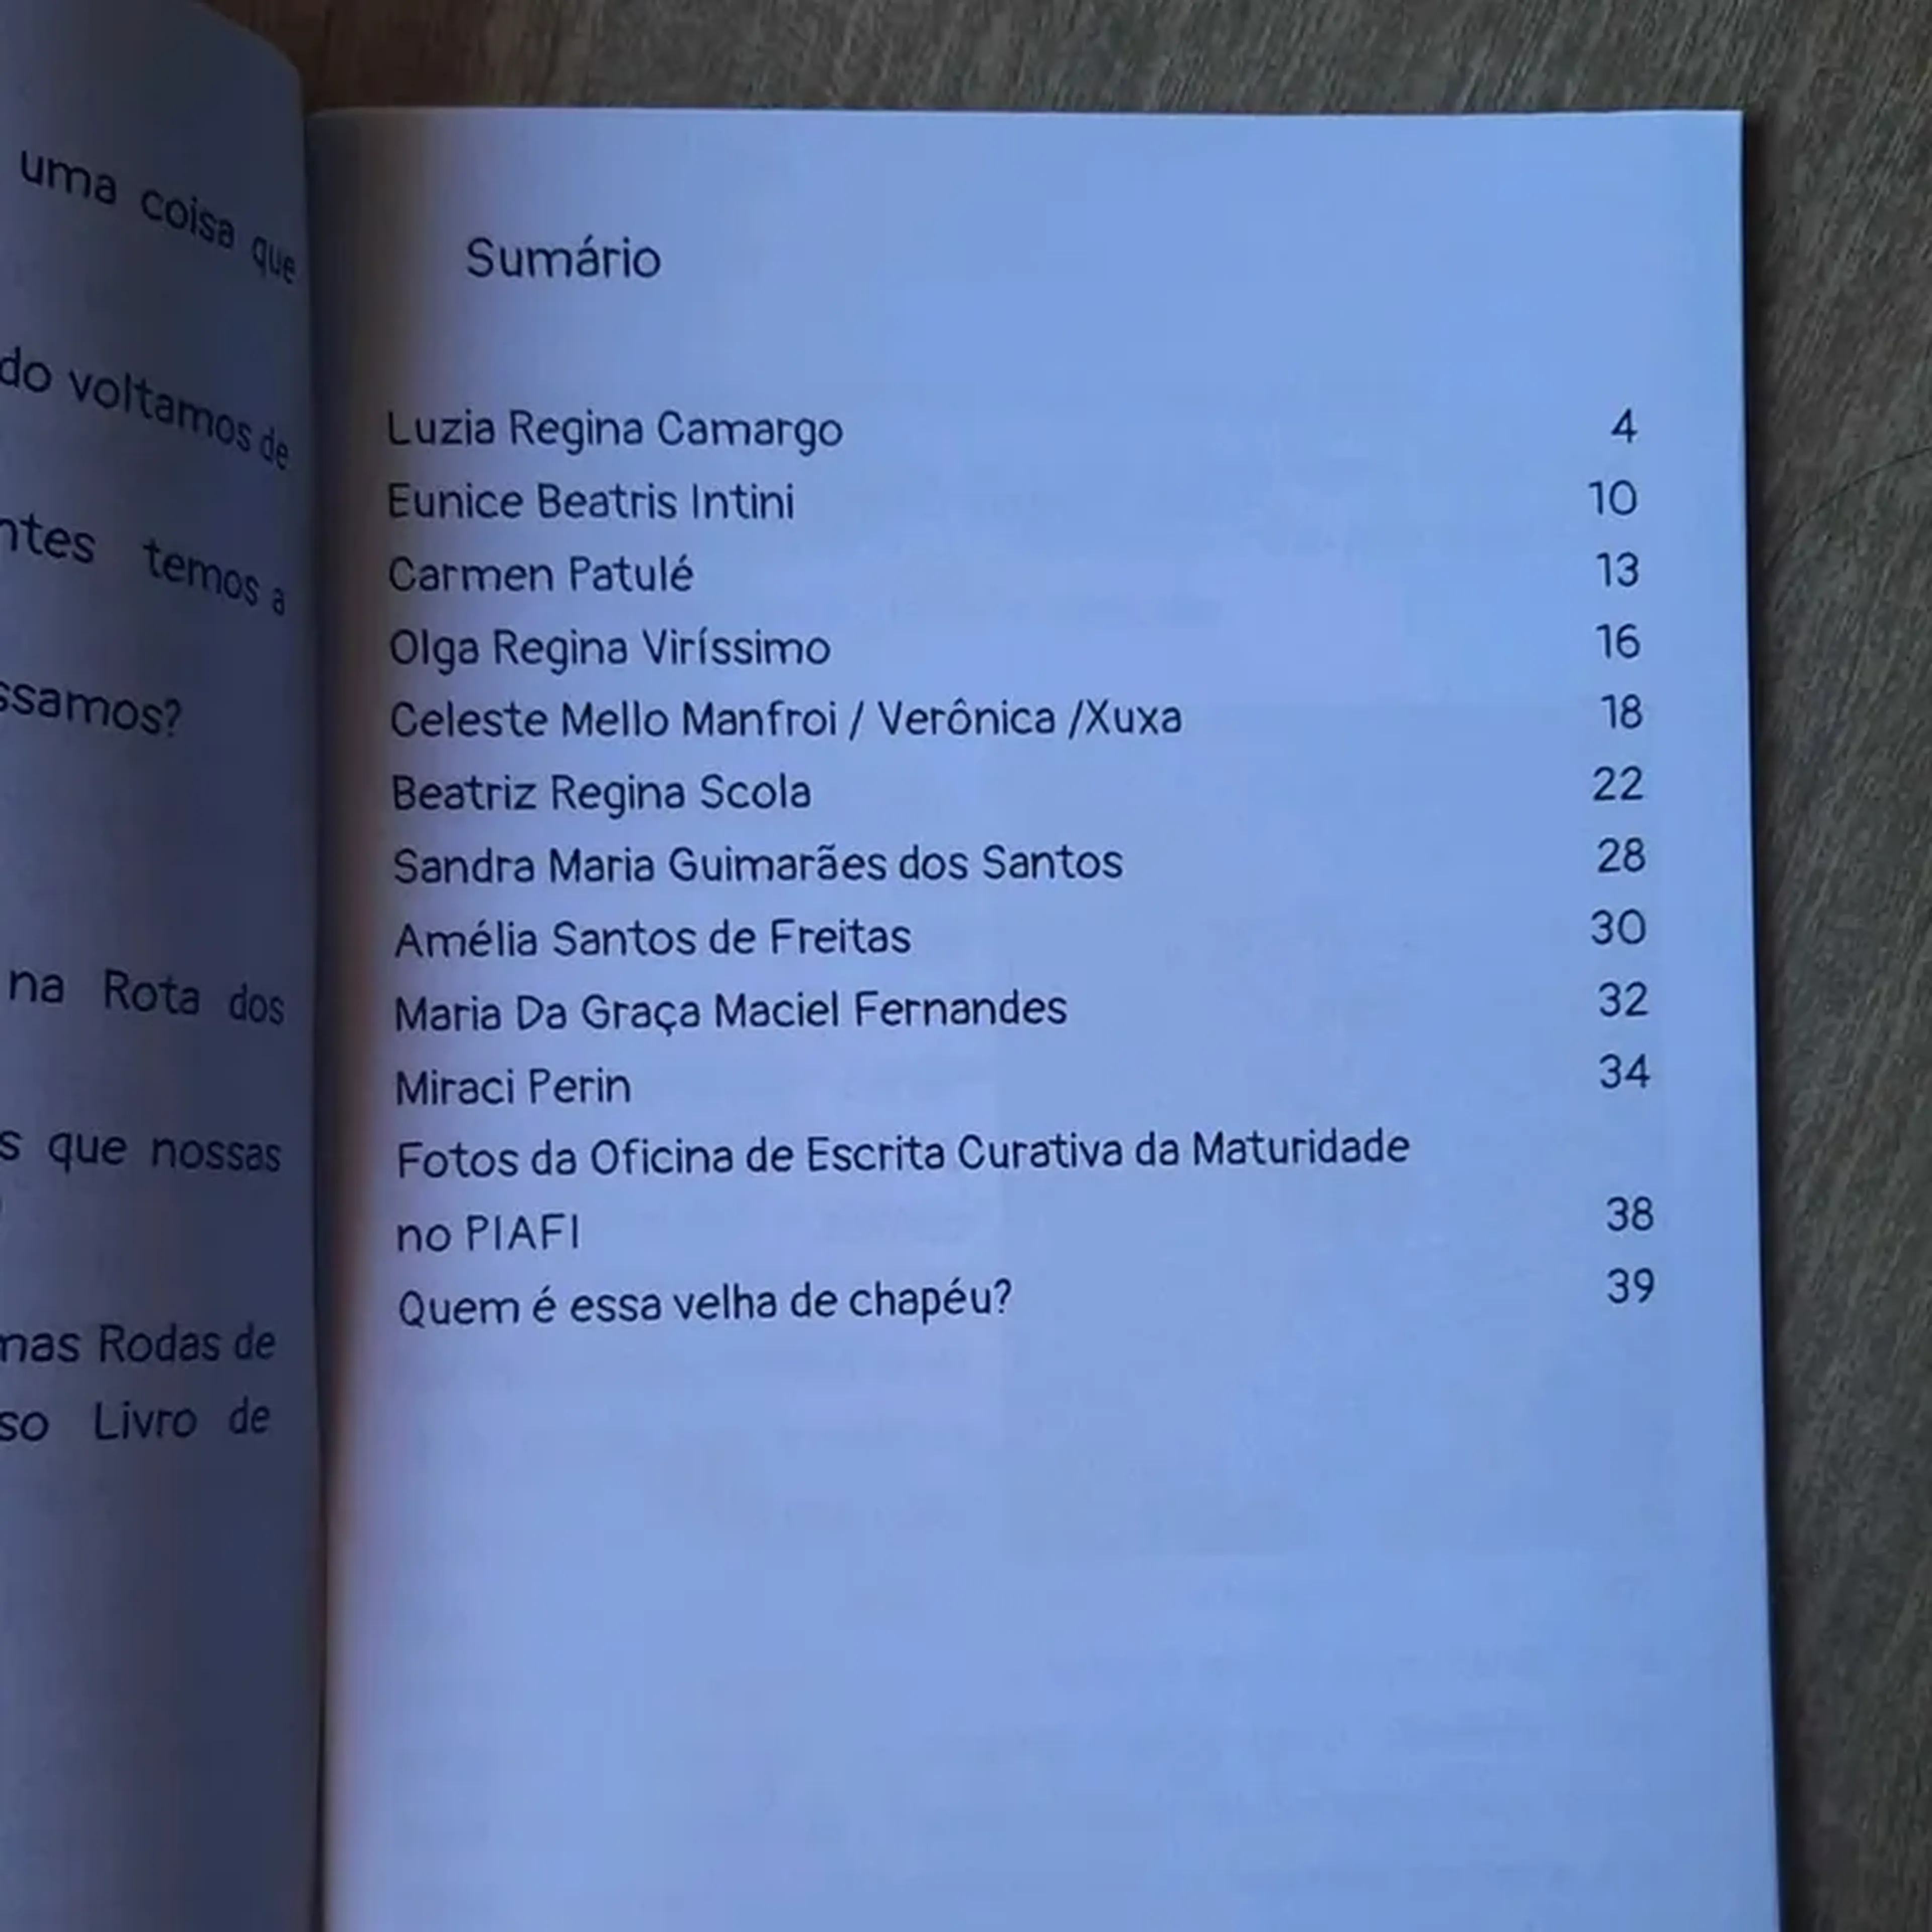 uma coisa que
do voltamos de
temos a
ssamos?
na Rota dos
s que nossas
Rodas de
so Livro de
Sumário
Luzia Regina Camargo 4
Eunice Beatris Intini 10
Carmen Patulé 13
Olga Regina Viríssimo 16
Celeste Mello Manfroi / Verônica /Xuxa 18
Beatriz Regina Scola 22
Sandra Maria Guimarães dos Santos 28
Amélia Santos de Freitas 30
Maria Da Graça Maciel Fernandes 32
Miraci Perin 34
Fotos da Oficina de Escrita Curativa da Maturidade
no PIAFI 38
Quem é essa velha de chapéu? 39